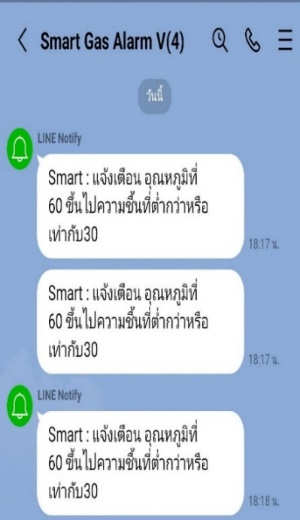 Smart Gas Alarm V(4)
วันนี้
LINE Notify
Smart : แจ้งเตือน อุณหภูมิที่
60 ขึ้นไปความชื้นที่ต่ำกว่าหรือ
เท่ากับ30
18:17 น.
Smart : แจ้งเตือน อุณหภูมิที่
60 ขึ้นไปความชื้นที่ต่ำกว่าหรือ
เท่ากับ30
18:17 น.
LINE Notify
Smart : แจ้งเตือน อุณหภูมิที่
60 ขึ้นไปความชื้นที่ต่ำกว่าหรือ
เท่ากับ30
18:18 น.